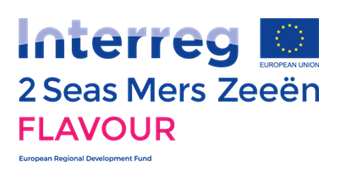 Interreg
EUROPEAN UNION
2 Seas Mers Zeeën
FLAVOUR
European Regional Development Fund